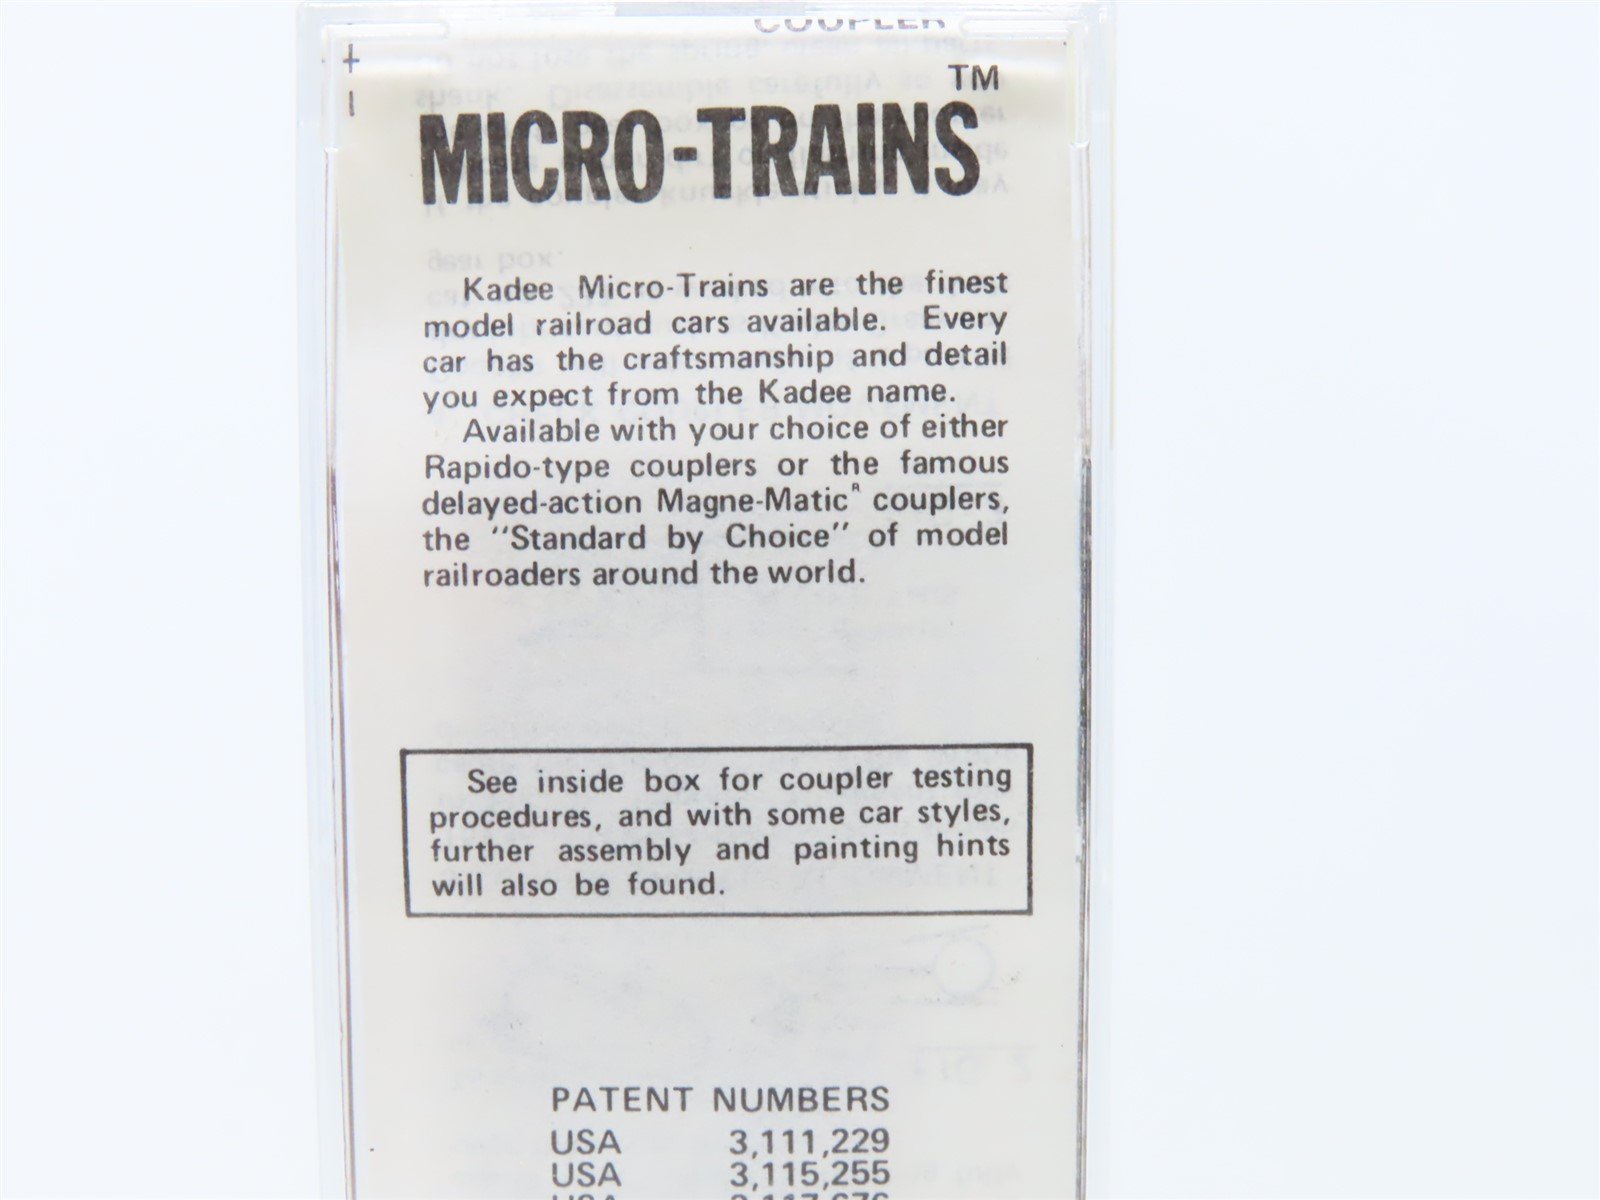 COUPLER
MICRO-TRAINS™
Kadee Micro-Trains are the finest
model railroad cars available. Every
car has the craftsmanship and detail
you expect from the Kadee name.
Available with your choice of either
Rapido-type couplers or the famous
delayed-action Magne-Matic® couplers,
the "Standard by Choice" of model
railroaders around the world.
See inside box for coupler testing
procedures, and with some car styles,
further assembly and painting hints
will also be found.
PATENT NUMBERS
USA 3,111,229
USA 3,115,255
USA